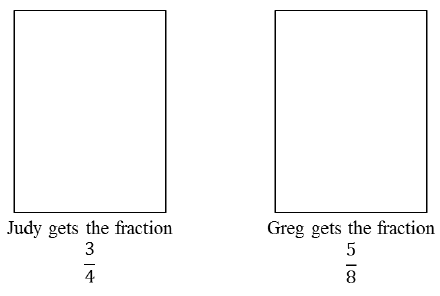 Judy gets the fraction
3/4
Greg gets the fraction
5/8